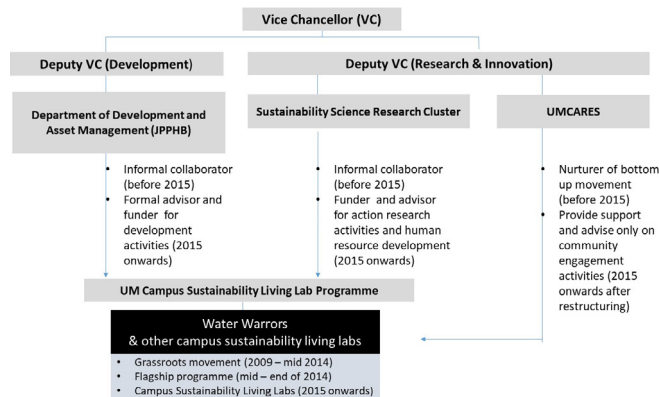 Vice Chancellor (VC)
Deputy VC (Development)
Deputy VC (Research & Innovation)
Department of Development and
Asset Management (JPPHB)
Sustainability Science Research Cluster
UMCARES
• Informal collaborator
(before 2015)
• Formal advisor and
funder for
development
activities (2015
onwards)
• Informal collaborator
(before 2015)
• Funder and advisor
for action research
activities and human
resource development
(2015 onwards)
• Nurturer of bottom
up movement
(before 2015)
• Provide support
and advise only on
community
engagement
activities (2015
onwards after
restructuring)
UM Campus Sustainability Living Lab Programme
Water Warrors
& other campus sustainability living labs
• Grassroots movement (2009 – mid 2014)
• Flagship programme (mid – end of 2014)
• Campus Sustainability Living Labs (2015 onwards)